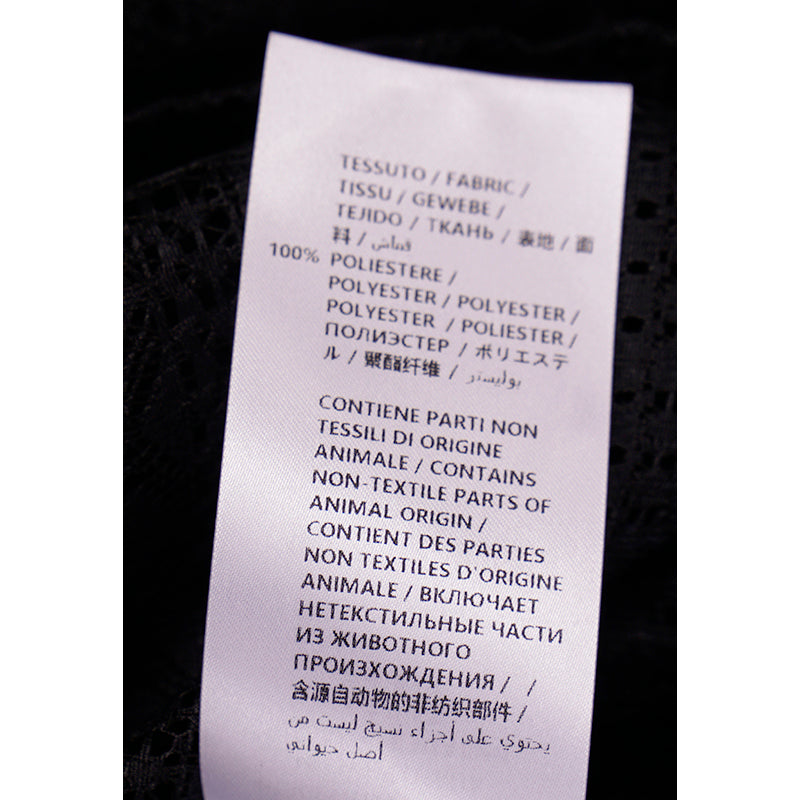 TESSUTO / FABRIC /
TISSU / GEWEBE /
TEJIDO / ТКАНЬ / 表地 / 面
料 / قماش
100% POLIESTERE /
POLYESTER / POLYESTER /
POLYESTER / POLIESTER /
ПОЛИЭСТЕР / ポリエステ
ル / 聚酯纤维 / بوليستر
CONTIENE PARTI NON
TESSILI DI ORIGINE
ANIMALE / CONTAINS
NON-TEXTILE PARTS OF
ANIMAL ORIGIN /
CONTIENT DES PARTIES
NON TEXTILES D'ORIGINE
ANIMALE / ВКЛЮЧАЕТ
НЕТЕКСТИЛЬНЫЕ ЧАСТИ
ИЗ ЖИВОТНОГО
ПРОИЗХОЖДЕНИЯ / /
含源自动物的非纺织部件 /
يحتوي على أجزاء نسيج ليست من
أصل حيواني